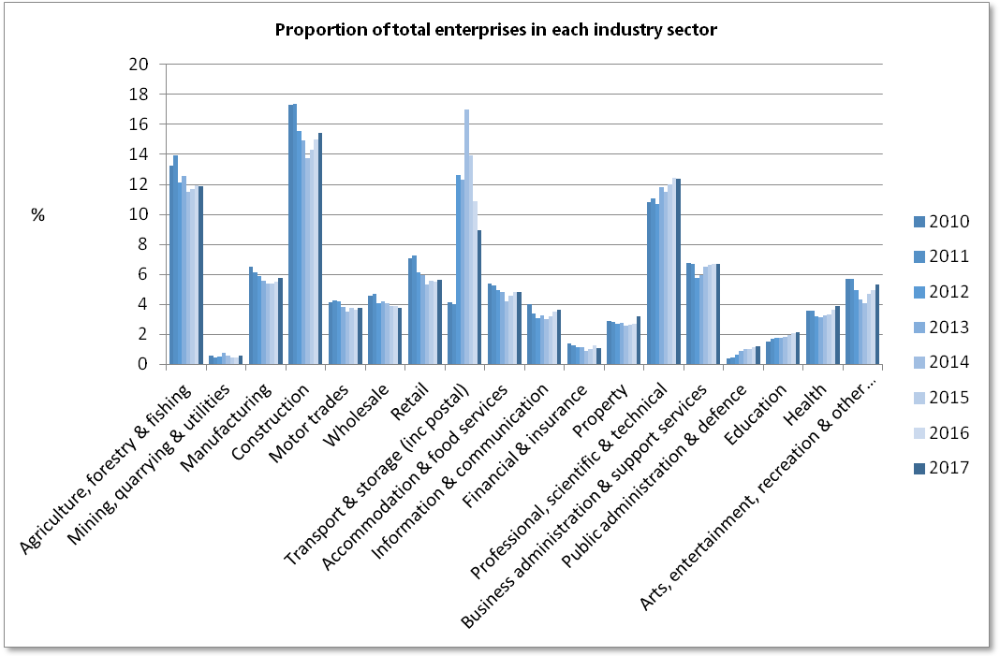 Proportion of total enterprises in each industry sector
20
18
16
14
12
10
8
6
4
2
0
%
Agriculture, forestry & fishing
Mining, quarrying & utilities
Manufacturing
Construction
Motor trades
Wholesale
Retail
Transport & storage (inc postal)
Accommodation & food services
Information & communication
Financial & insurance
Property
Professional, scientific & technical
Business administration & support services
Public administration & defence
Education
Health
Arts, entertainment, recreation & other...
2010
2011
2012
2013
2014
2015
2016
2017